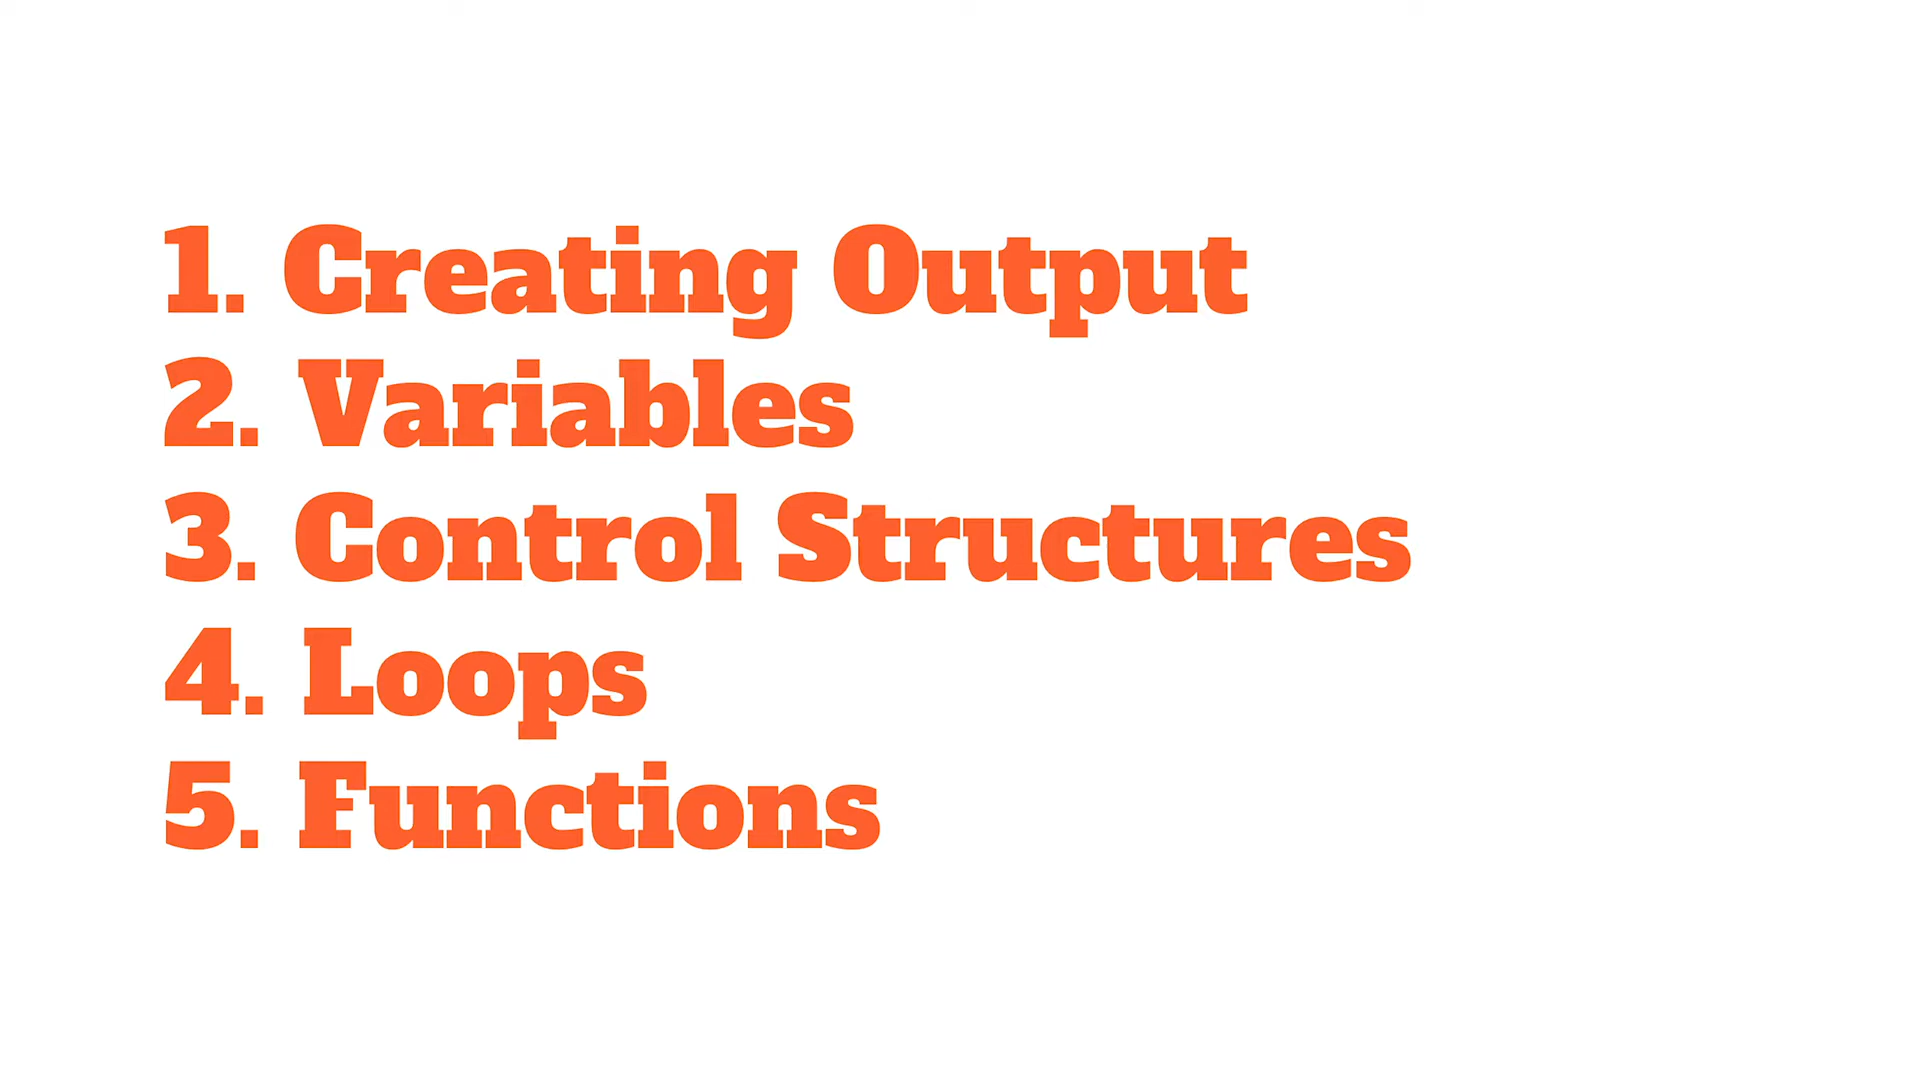 1. Creating Output
2. Variables
3. Control Structures
4. Loops
5. Functions